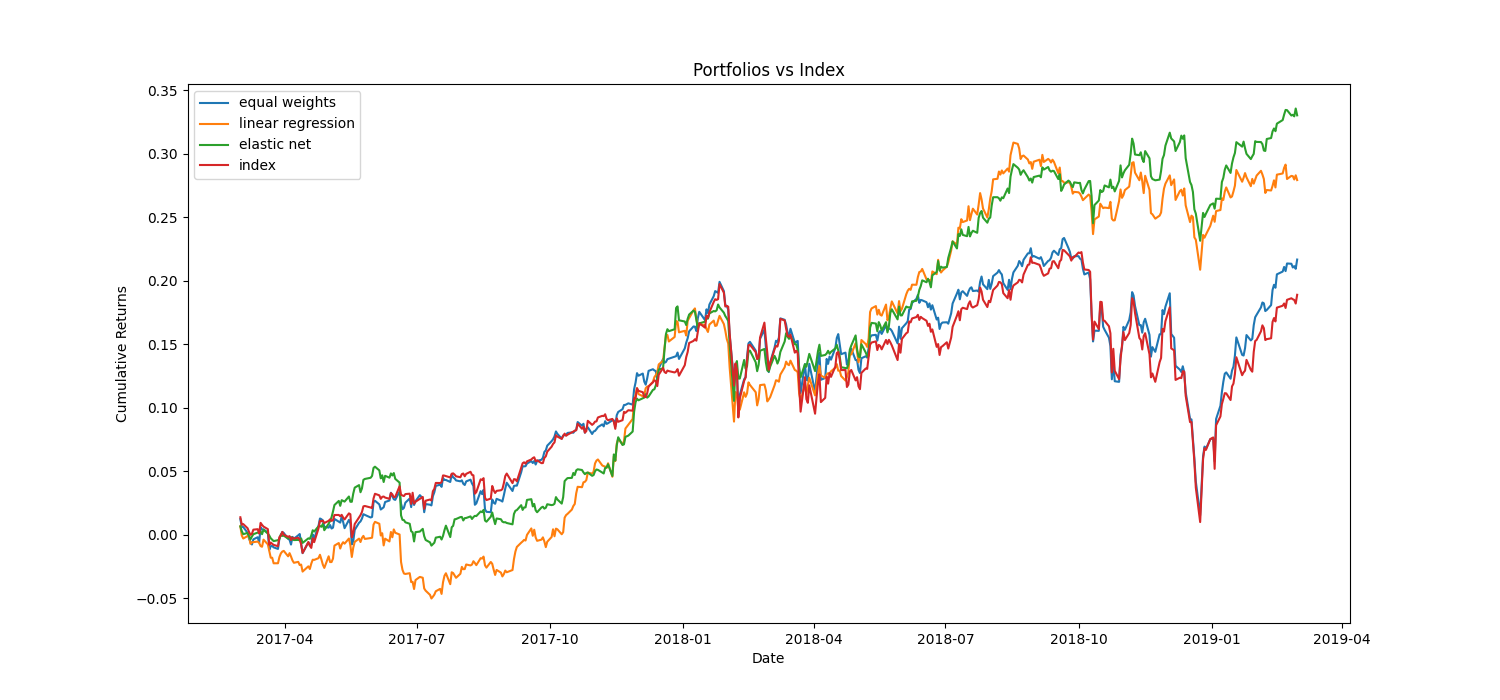 Portfolios vs Index
equal weights
linear regression
elastic net
index
0.35
0.30
0.25
0.20
0.15
0.10
0.05
0.00
−0.05
Cumulative Returns
2017-04
2017-07
2017-10
2018-01
2018-04
2018-07
2018-10
2019-01
2019-04
Date